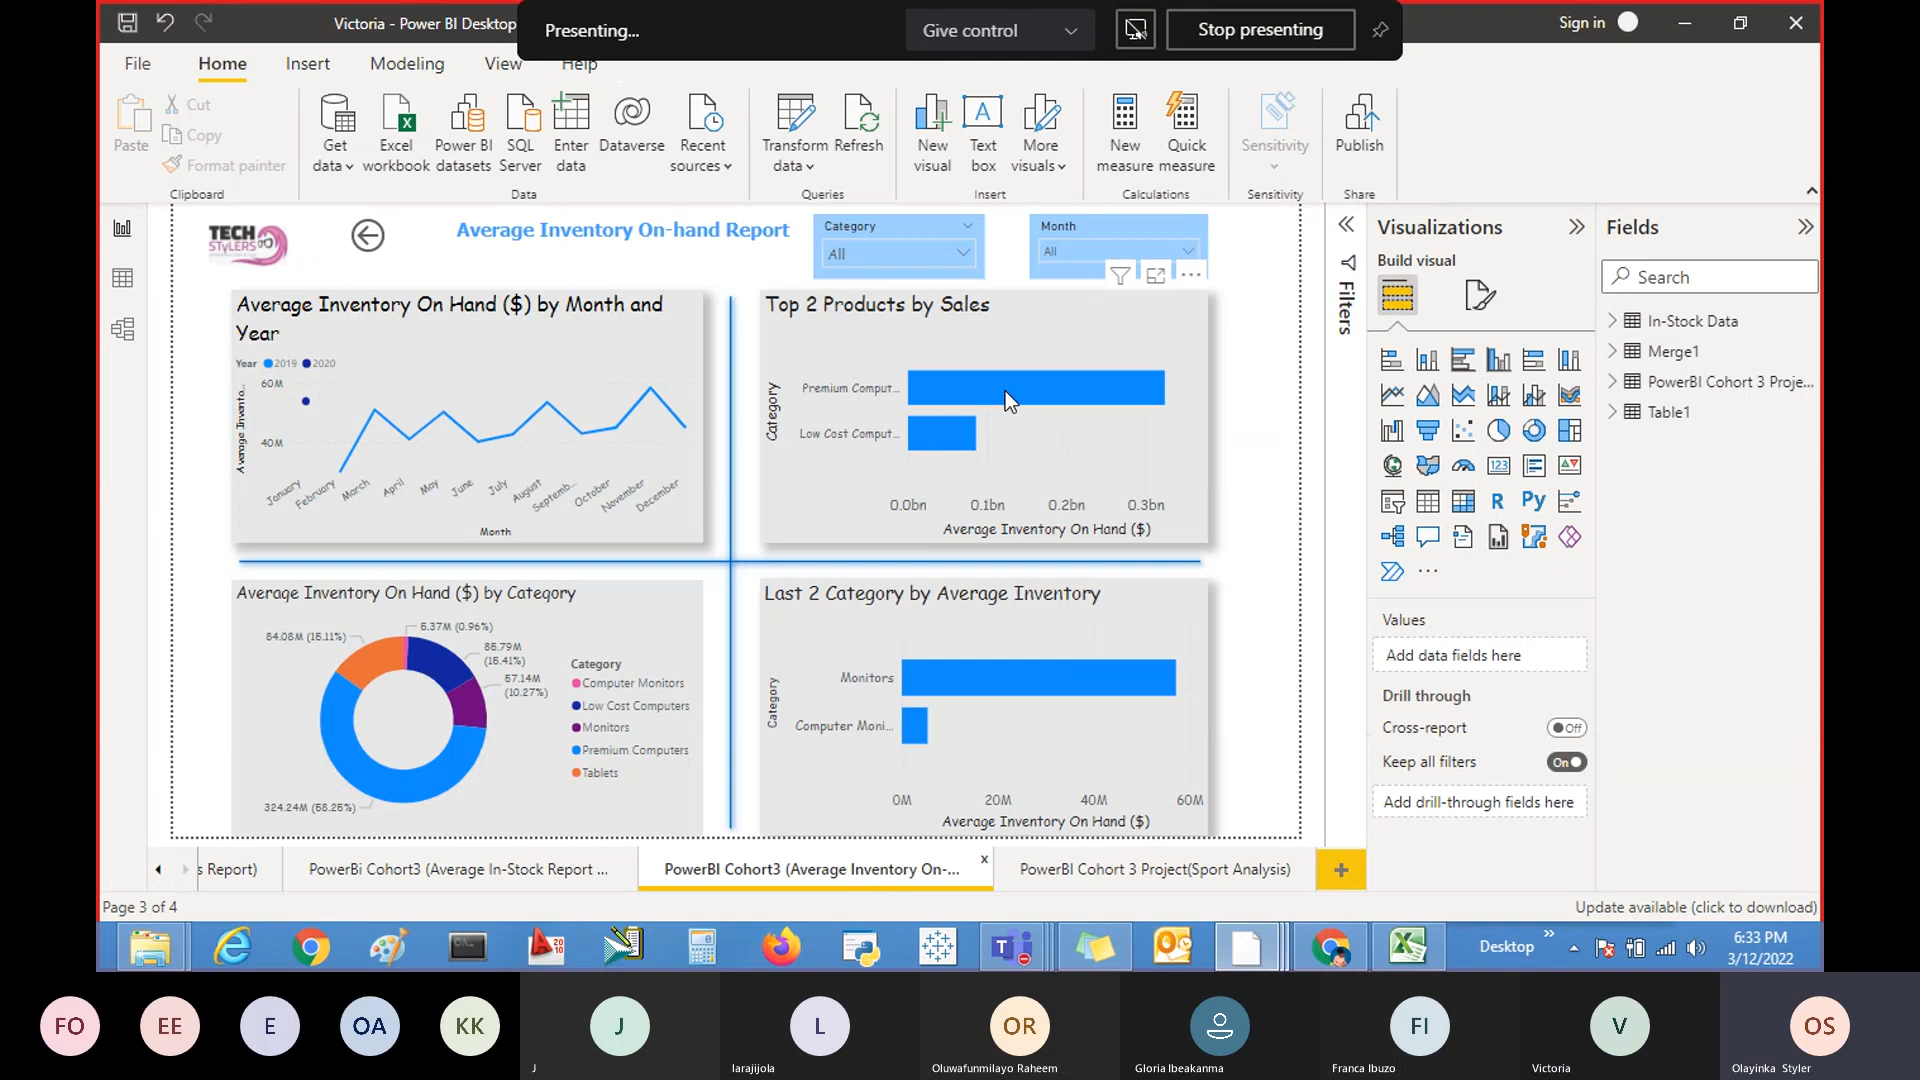 Victoria - Power BI Desktop
Presenting...
Give control
Stop presenting
Sign in
File
Home
Insert
Modeling
View
Help
Paste
Cut
Copy
Format painter
Clipboard
Get data
Excel workbook
Power BI datasets
SQL Server
Enter data
Dataverse
Recent sources
Data
Transform data
Refresh
Queries
New visual
Text box
More visuals
Insert
New measure
Quick measure
Calculations
Sensitivity
Sensitivity
Publish
Share
TECH
STYLERS
Average Inventory On-hand Report
Category
All
Month
All
Average Inventory On Hand ($) by Month and
Year
Year 2019 2020
Average Invento..
60M
40M
January
February
March
April
May
June
July
August
Septemb...
October
November
December
Month
Top 2 Products by Sales
Category
Premium Comput...
Low Cost Comput...
0.0bn 0.1bn 0.2bn 0.3bn
Average Inventory On Hand ($)
Average Inventory On Hand ($) by Category
84.08M (15.11%)
5.37M (0.96%)
85.79M
(15.41%)
57.14M
(10.27%)
324.24M (58.25%)
Category
Computer Monitors
Low Cost Computers
Monitors
Premium Computers
Tablets
Last 2 Category by Average Inventory
Category
Monitors
Computer Moni...
0M 20M 40M 60M
Average Inventory On Hand ($)
Filters
Visualizations
Build visual
123
R
Py
Values
Add data fields here
Drill through
Cross-report
Off
Keep all filters
On
Add drill-through fields here
Fields
Search
In-Stock Data
Merge1
PowerBI Cohort 3 Proje...
Table1
s Report)
PowerBi Cohort3 (Average In-Stock Report ...
PowerBI Cohort3 (Average Inventory On-...
x
PowerBI Cohort 3 Project(Sport Analysis)
+
Page 3 of 4
Update available (click to download)
Desktop
6:33 PM
3/12/2022
FO
EE
E
OA
KK
J
L
OR
FI
V
OS
J
larajijola
Oluwafunmilayo Raheem
Gloria Ibeakanma
Franca Ibuzo
Victoria
Olayinka Styler